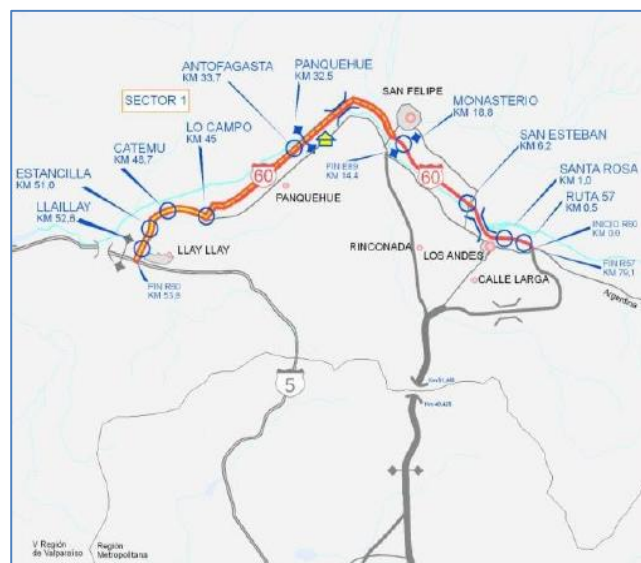 ANTOFAGASTA
KM 33,7
PANQUEHUE
KM 32,5
SECTOR 1
SAN FELIPE
MONASTERIO
KM 18,8
LO CAMPO
KM 45
CATEMU
KM 48,7
SAN ESTEBAN
KM 6,2
ESTANCILLA
KM 51,0
SANTA ROSA
KM 1,0
FIN E89
KM 14,4
60
60
RUTA 57
KM 0,5
LLAILLAY
KM 52,8
PANQUEHUE
INICIO R60
KM 0,0
LLAY LLAY
RINCONADA
LOS ANDES
FIN R57
KM 79,1
CALLE LARGA
FIN R60
Argentina
5
V Región
de Valparaíso
Región
Metropolitana